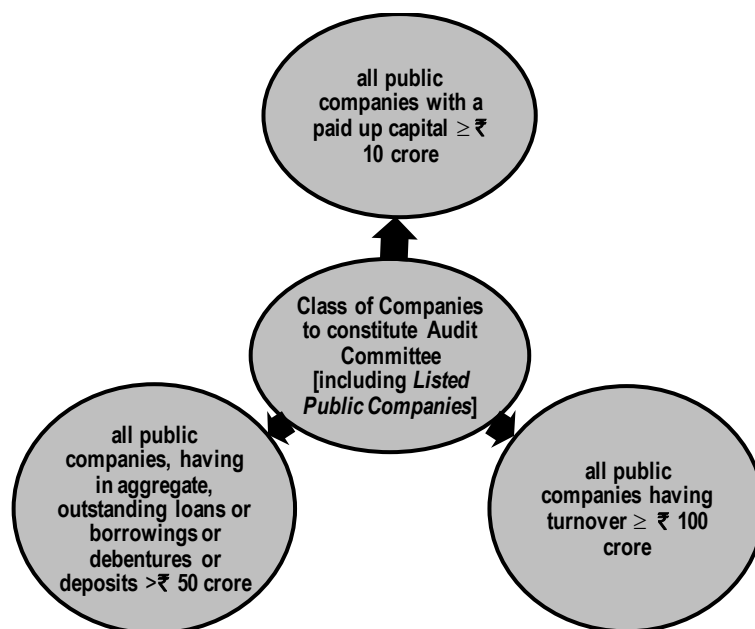 all public
companies with a
paid up capital ≥ ₹
10 crore
Class of Companies
to constitute Audit
Committee
[including Listed
Public Companies]
all public
companies, having
in aggregate,
outstanding loans or
borrowings or
debentures or
deposits >₹ 50 crore
all public
companies having
turnover ≥ ₹ 100
crore